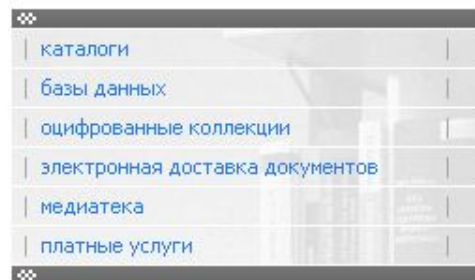 каталоги
базы данных
оцифрованные коллекции
электронная доставка документов
медиатека
платные услуги